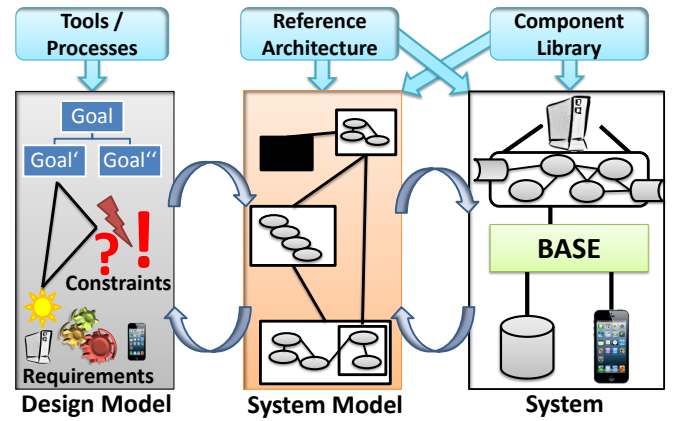 Tools /
Processes
Reference
Architecture
Component
Library
Goal
Goal‘
Goal‘‘
?
!
Constraints
Requirements
BASE
Design Model
System Model
System